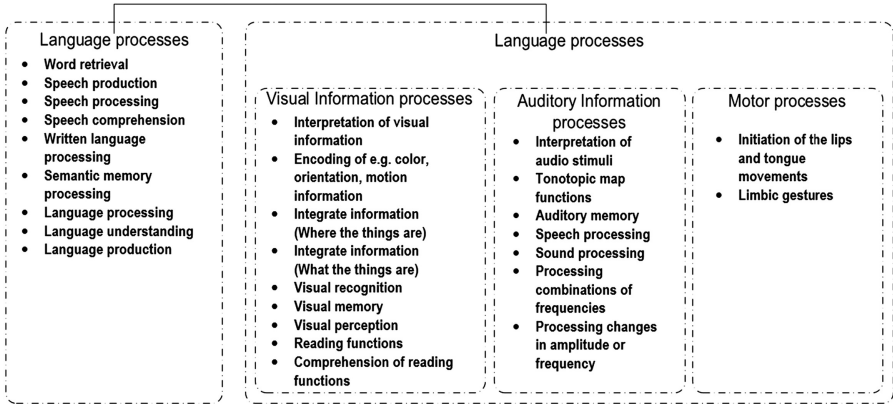 Language processes
• Word retrieval
• Speech production
• Speech processing
• Speech comprehension
• Written language
processing
• Semantic memory
processing
• Language processing
• Language understanding
• Language production
Language processes
Visual Information processes
• Interpretation of visual
information
• Encoding of e.g. color,
orientation, motion
information
• Integrate information
(Where the things are)
• Integrate information
(What the things are)
• Visual recognition
• Visual memory
• Visual perception
• Reading functions
• Comprehension of reading
functions
Auditory Information
processes
• Interpretation of
audio stimuli
• Tonotopic map
functions
• Auditory memory
• Speech processing
• Sound processing
• Processing
combinations of
frequencies
• Processing changes
in amplitude or
frequency
Motor processes
• Initiation of the lips
and tongue
movements
• Limbic gestures